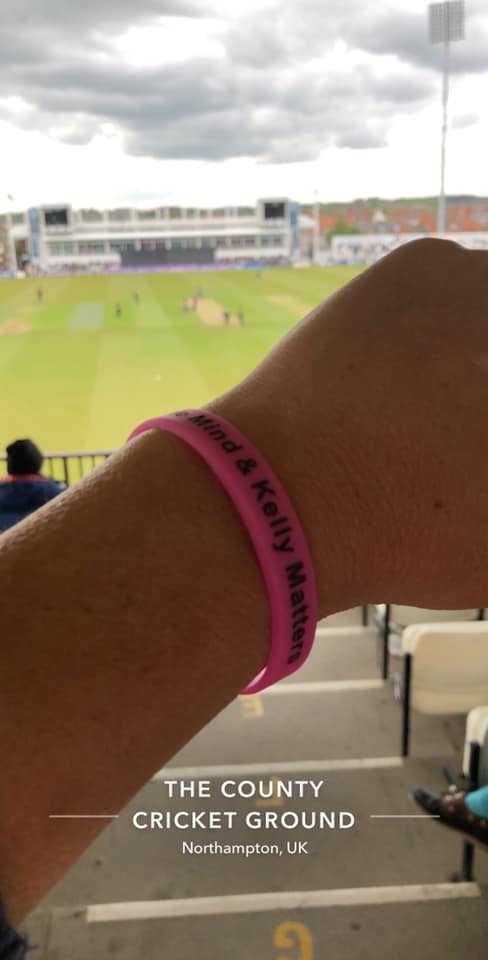 Mind & Kelly Matters
THE COUNTY
CRICKET GROUND
Northampton, UK
G